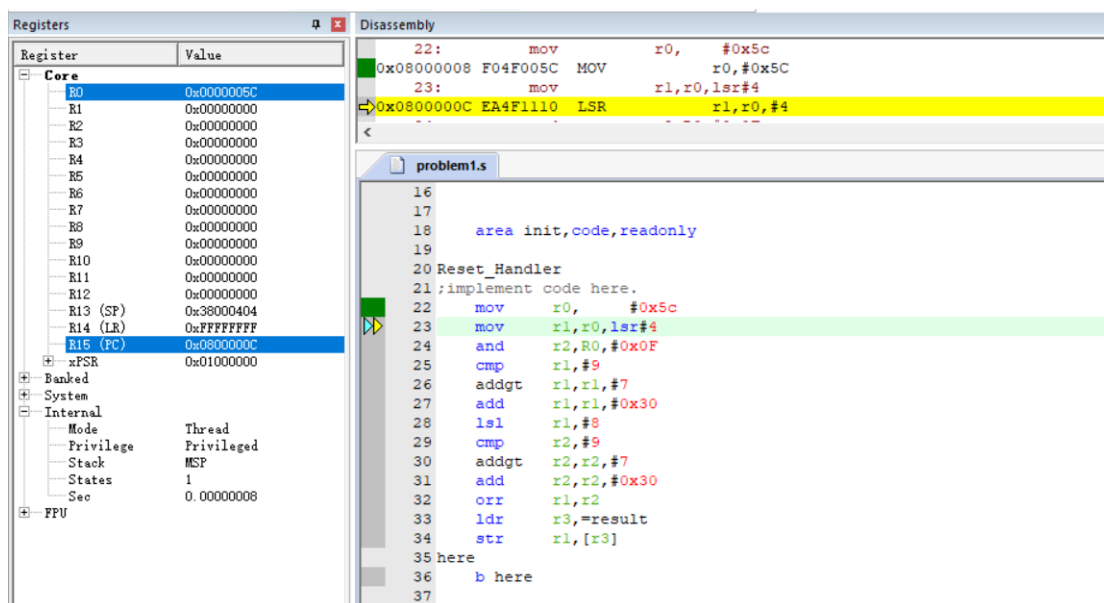 Registers
Register Value
Core
R0 0x0000005C
R1 0x00000000
R2 0x00000000
R3 0x00000000
R4 0x00000000
R5 0x00000000
R6 0x00000000
R7 0x00000000
R8 0x00000000
R9 0x00000000
R10 0x00000000
R11 0x00000000
R12 0x00000000
R13 (SP) 0x38000404
R14 (LR) 0xFFFFFFFF
R15 (PC) 0x0800000C
xPSR 0x01000000
Banked
System
Internal
Mode Thread
Privilege Privileged
Stack MSP
States 1
Sec 0.00000008
FPU
Disassembly
22: mov r0, #0x5c
0x08000008 F04F005C MOV r0,#0x5C
23: mov r1,r0,lsr#4
0x0800000C EA4F1110 LSR r1,r0,#4
problem1.s
16
17
18 area init,code,readonly
19
20 Reset_Handler
21 ;implement code here.
22 mov r0, #0x5c
23 mov r1,r0,lsr#4
24 and r2,R0,#0x0F
25 cmp r1,#9
26 addgt r1,r1,#7
27 add r1,r1,#0x30
28 lsl r1,#8
29 cmp r2,#9
30 addgt r2,r2,#7
31 add r2,r2,#0x30
32 orr r1,r2
33 ldr r3,=result
34 str r1,[r3]
35 here
36 b here
37